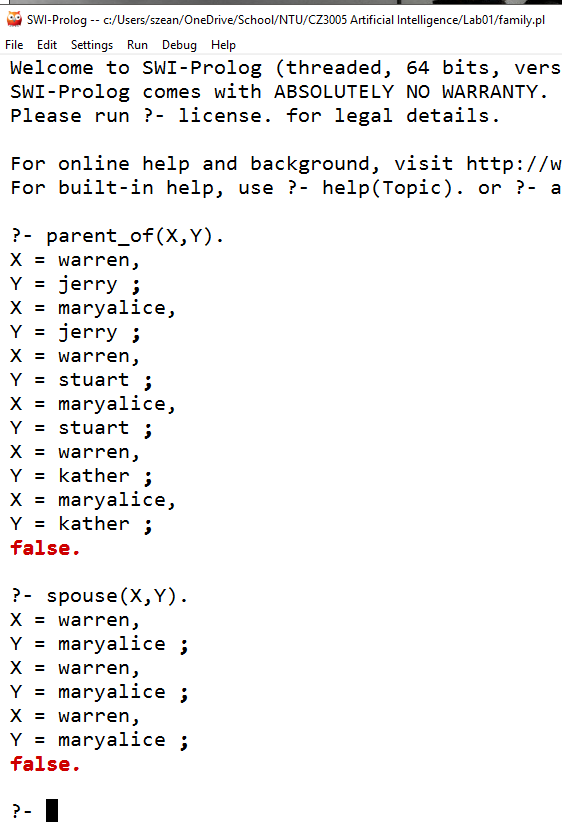 SWI-Prolog -- c:/Users/szean/OneDrive/School/NTU/CZ3005 Artificial Intelligence/Lab01/family.pl
File Edit Settings Run Debug Help
Welcome to SWI-Prolog (threaded, 64 bits, vers
SWI-Prolog comes with ABSOLUTELY NO WARRANTY.
Please run ?- license. for legal details.
For online help and background, visit http://w
For built-in help, use ?- help(Topic). or ?- a
?- parent_of(X,Y).
X = warren,
Y = jerry ;
X = maryalice,
Y = jerry ;
X = warren,
Y = stuart ;
X = maryalice,
Y = stuart ;
X = warren,
Y = kather ;
X = maryalice,
Y = kather ;
false.
?- spouse(X,Y).
X = warren,
Y = maryalice ;
X = warren,
Y = maryalice ;
X = warren,
Y = maryalice ;
false.
?-